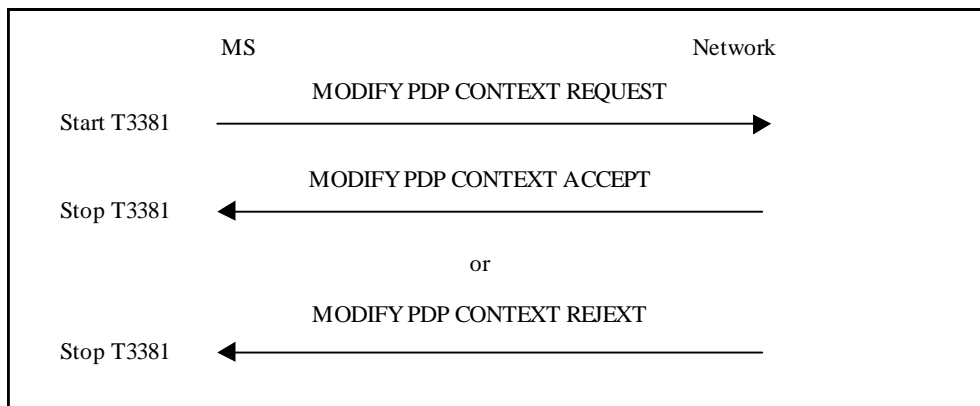 MS Network
MODIFY PDP CONTEXT REQUEST
Start T3381
MODIFY PDP CONTEXT ACCEPT
Stop T3381
or
MODIFY PDP CONTEXT REJEXT
Stop T3381